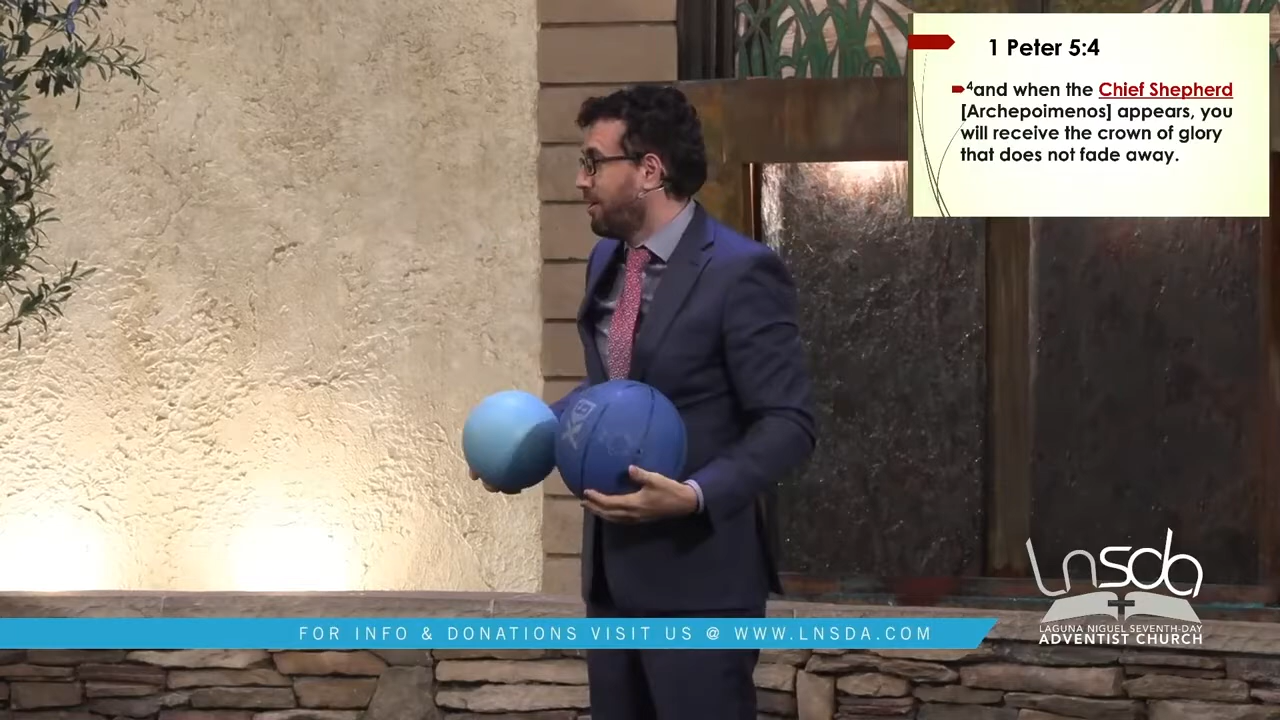 1 Peter 5:4
⁴and when the Chief Shepherd
[Archepoimenos] appears, you
will receive the crown of glory
that does not fade away.
Lnsda
LAGUNA NIGUEL SEVENTH-DAY
ADVENTIST CHURCH
FOR INFO & DONATIONS VISIT US @ WWW.LNSDA.COM